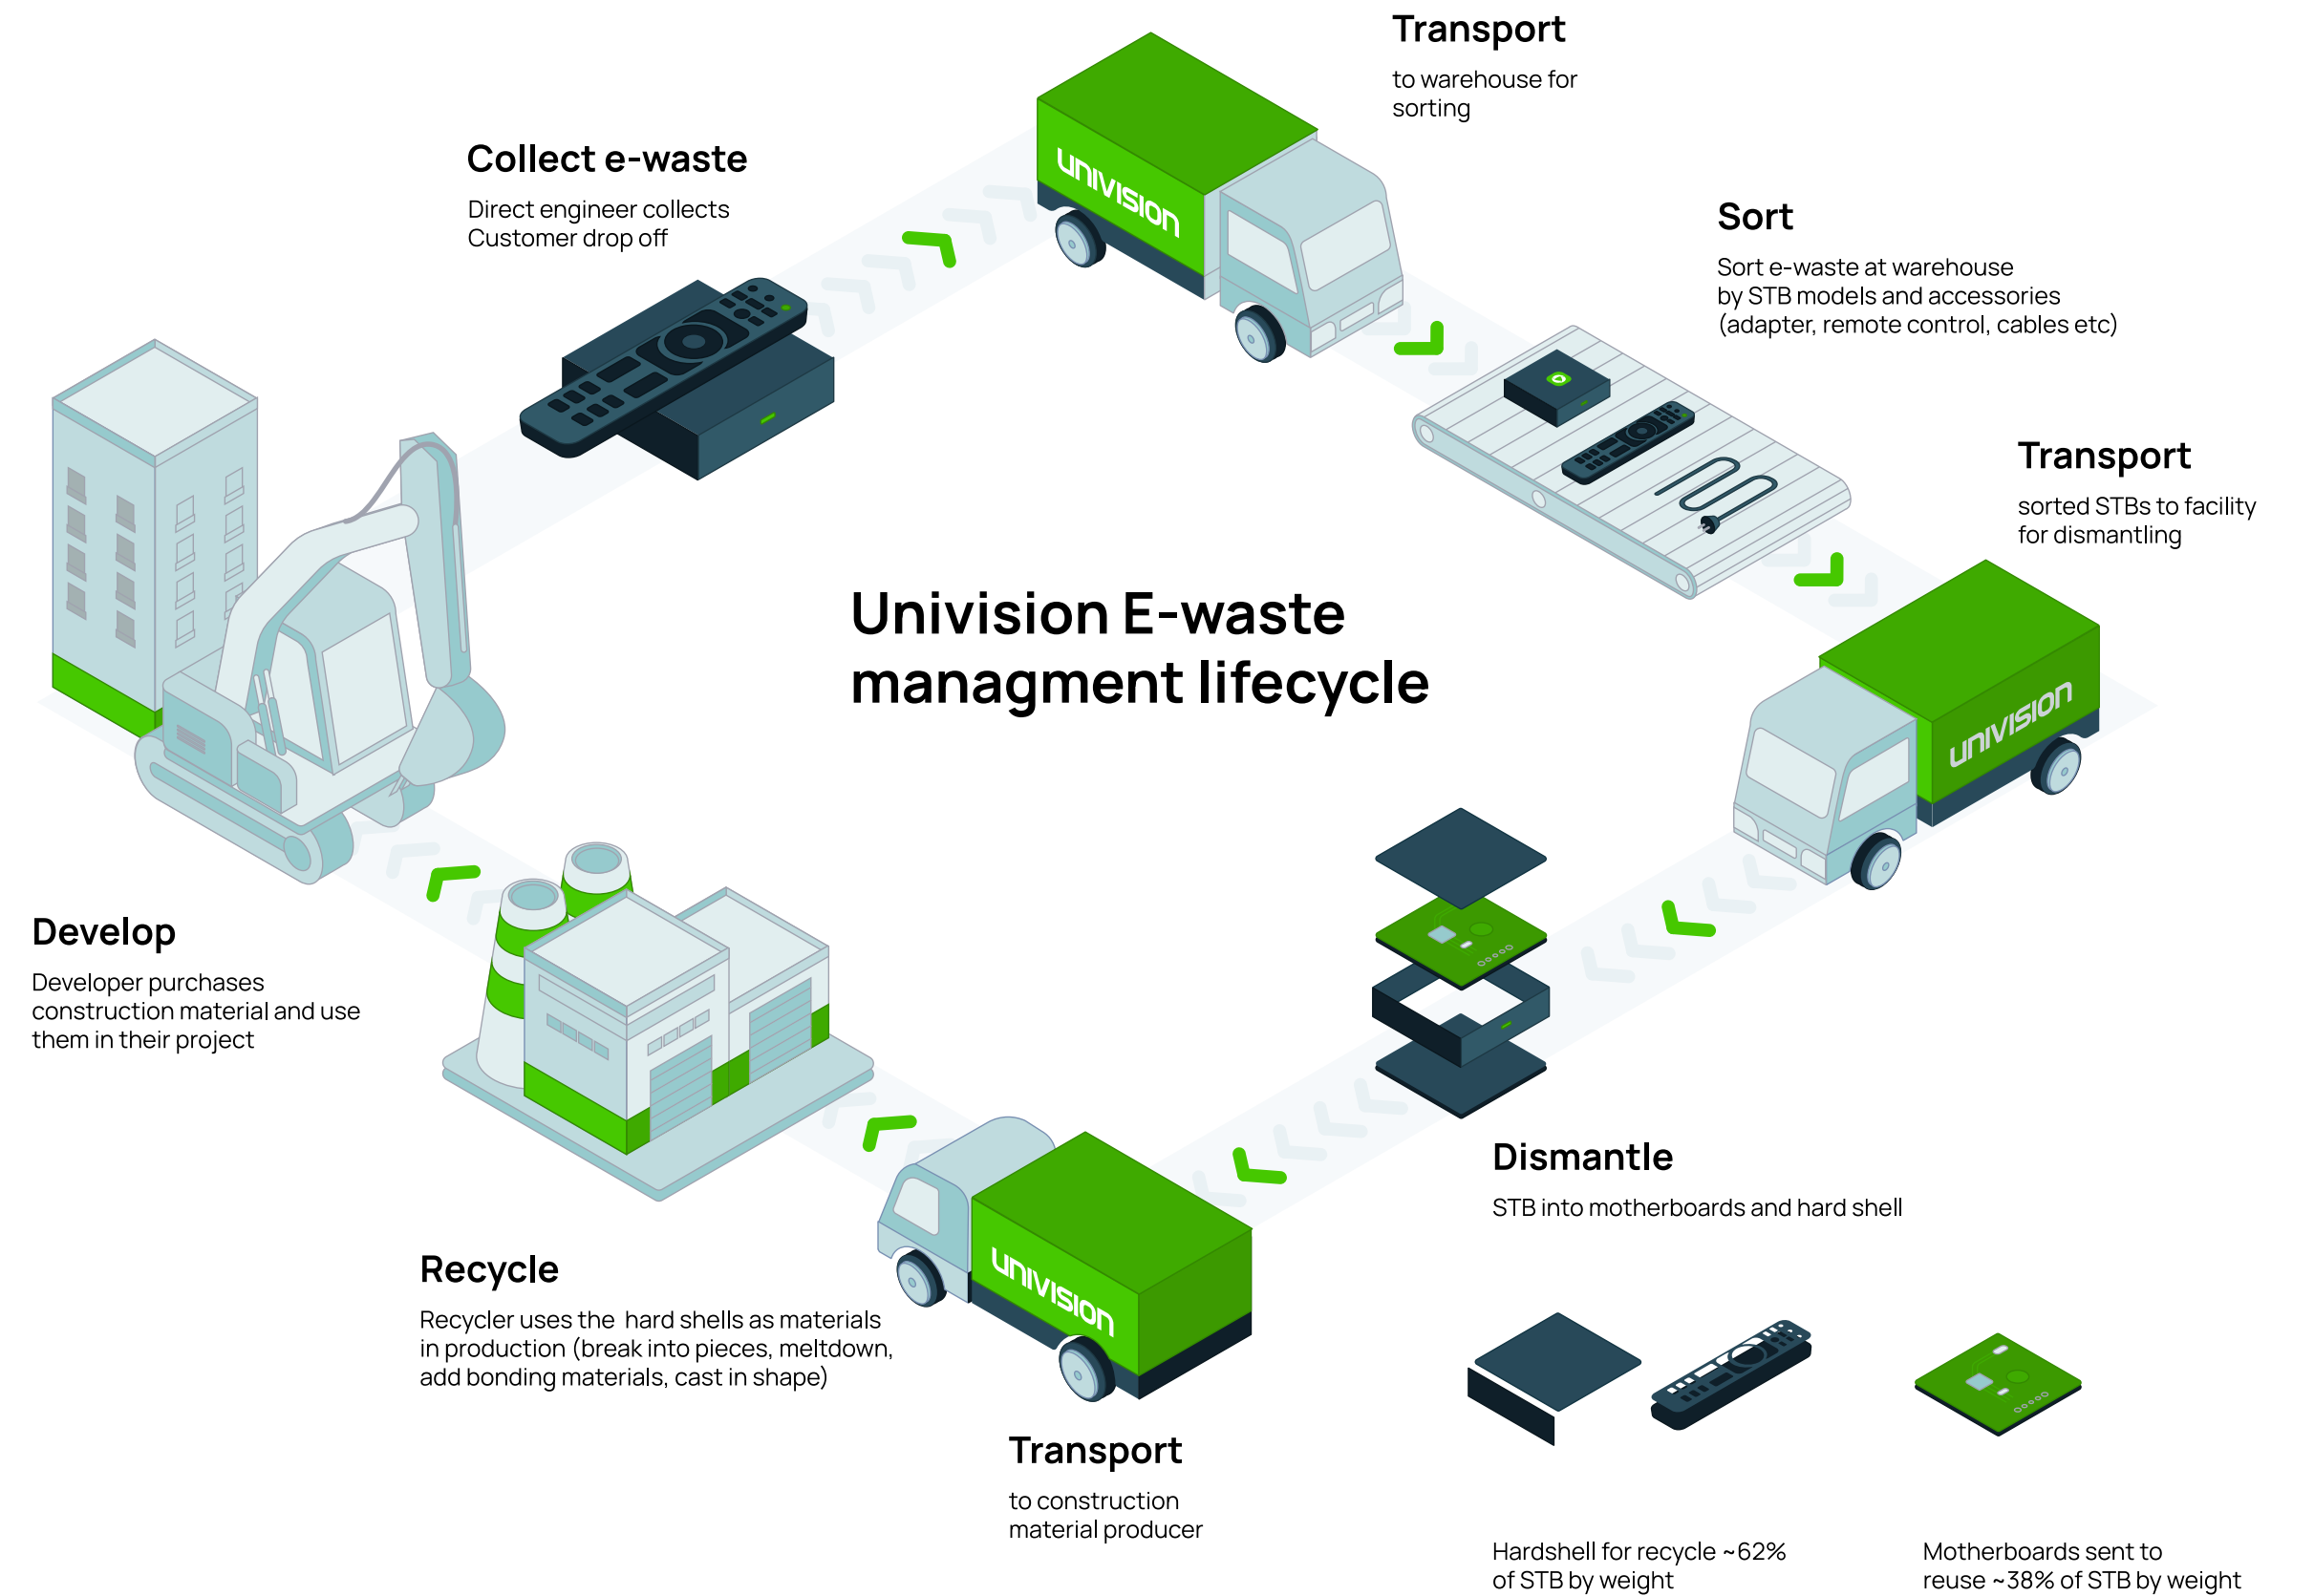 Transport
to warehouse for
sorting
Collect e-waste
Direct engineer collects
Customer drop off
UNIVISION
Sort
Sort e-waste at warehouse
by STB models and accessories
(adapter, remote control, cables etc)
Transport
sorted STBs to facility
for dismantling
Univision E-waste
managment lifecycle
UNIVISION
Develop
Developer purchases
construction material and use
them in their project
Dismantle
STB into motherboards and hard shell
Recycle
Recycler uses the  hard shells as materials
in production (break into pieces, meltdown,
add bonding materials, cast in shape)
UNIVISION
Transport
to construction
material producer
Hardshell for recycle ~62%
of STB by weight
Motherboards sent to
reuse ~38% of STB by weight